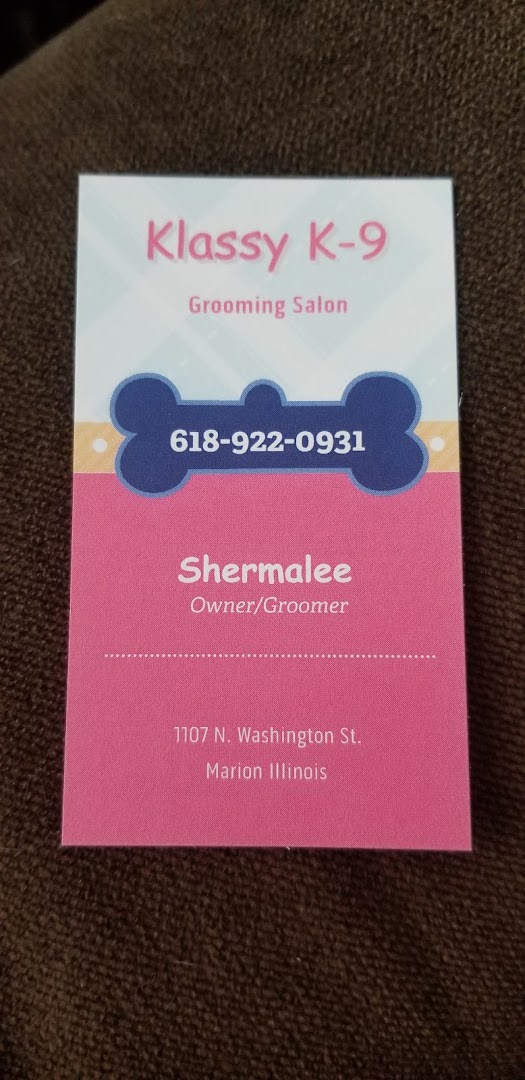 Klassy K-9
Grooming Salon
618-922-0931
Shermalee
Owner/Groomer
1107 N. Washington St.
Marion Illinois